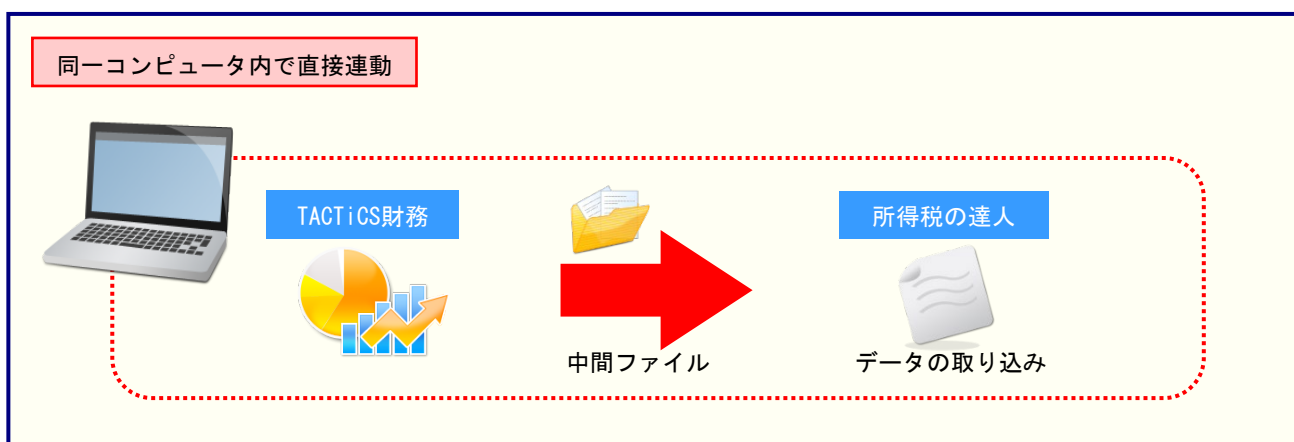 同一コンピュータ内で直接連動
TACTiCS財務
所得税の達人
中間ファイル
データの取り込み